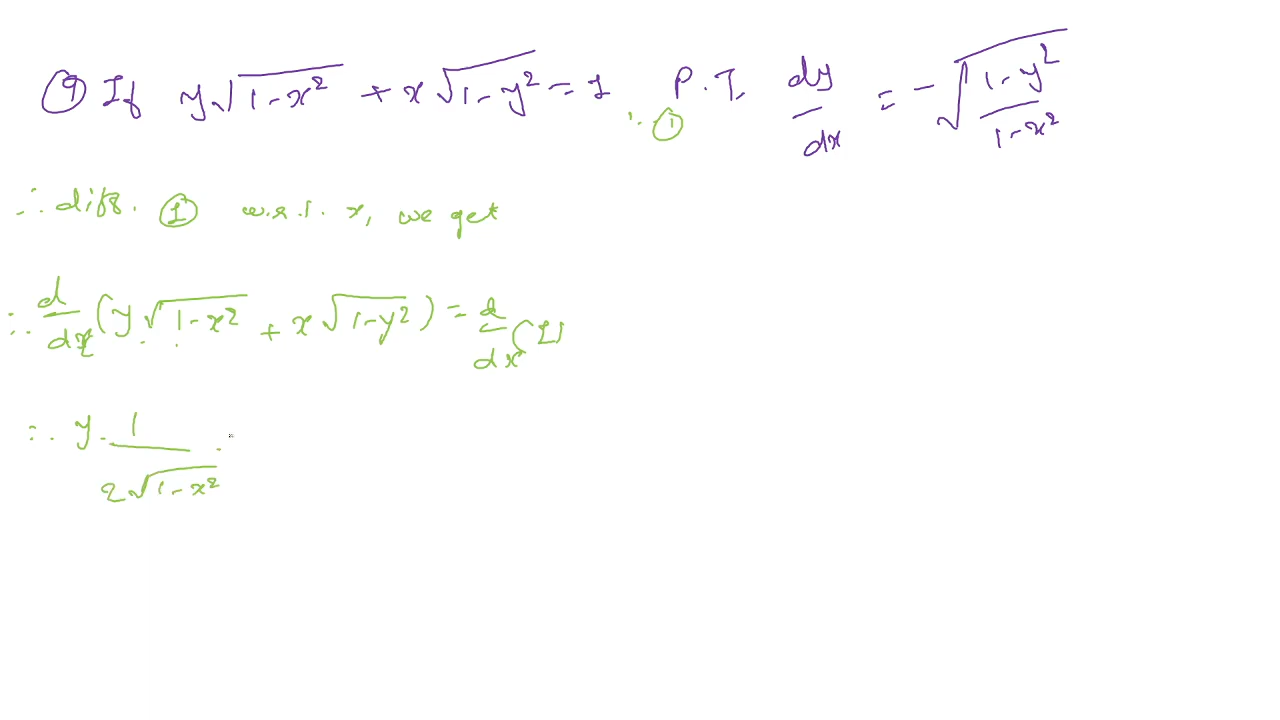 ⑨ If y√(1-x²) + x√(1-y²) = 1 ∵ ① P.T. dy/dx = -√((1-y²)/(1-x²))
∴ diff. ① w.r.t. x, we get
∴ d/dx (y√(1-x²) + x√(1-y²)) = d/dx (1)
∴ y · 1/(2√(1-x²)) ·